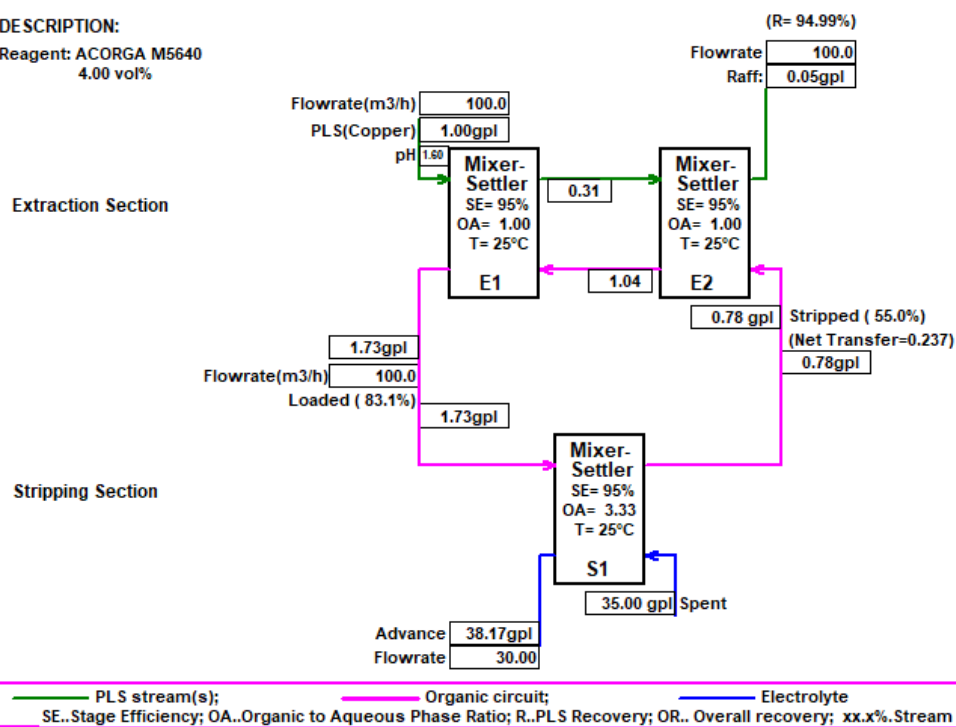 DESCRIPTION:
Reagent: ACORGA M5640
4.00 vol%
(R= 94.99%)
Flowrate 100.0
Raff: 0.05gpl
Flowrate(m3/h) 100.0
PLS(Copper) 1.00gpl
pH 1.60
Extraction Section
Mixer-
Settler
SE= 95%
OA= 1.00
T= 25°C
E1
0.31
Mixer-
Settler
SE= 95%
OA= 1.00
T= 25°C
E2
1.04
0.78 gpl Stripped ( 55.0%)
(Net Transfer=0.237)
0.78gpl
1.73gpl
Flowrate(m3/h) 100.0
Loaded ( 83.1%)
1.73gpl
Stripping Section
Mixer-
Settler
SE= 95%
OA= 3.33
T= 25°C
S1
35.00 gpl Spent
Advance 38.17gpl
Flowrate 30.00
PLS stream(s); Organic circuit; Electrolyte
SE..Stage Efficiency; OA..Organic to Aqueous Phase Ratio; R..PLS Recovery; OR.. Overall recovery; xx.x%.Stream